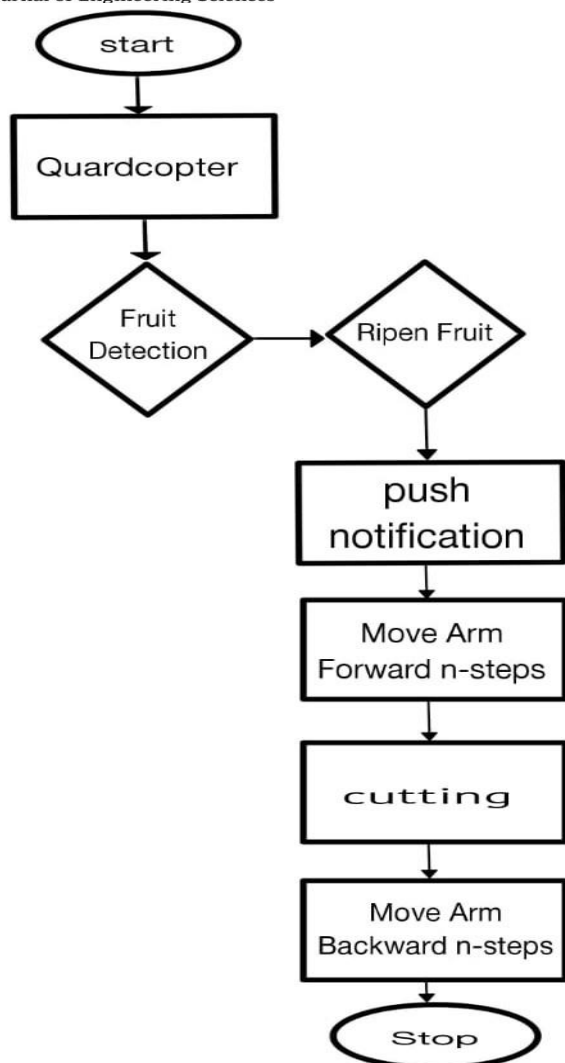 Journal of Engineering Sciences
start
Quardcopter
Fruit
Detection
Ripen Fruit
push
notification
Move Arm
Forward n-steps
cutting
Move Arm
Backward n-steps
Stop